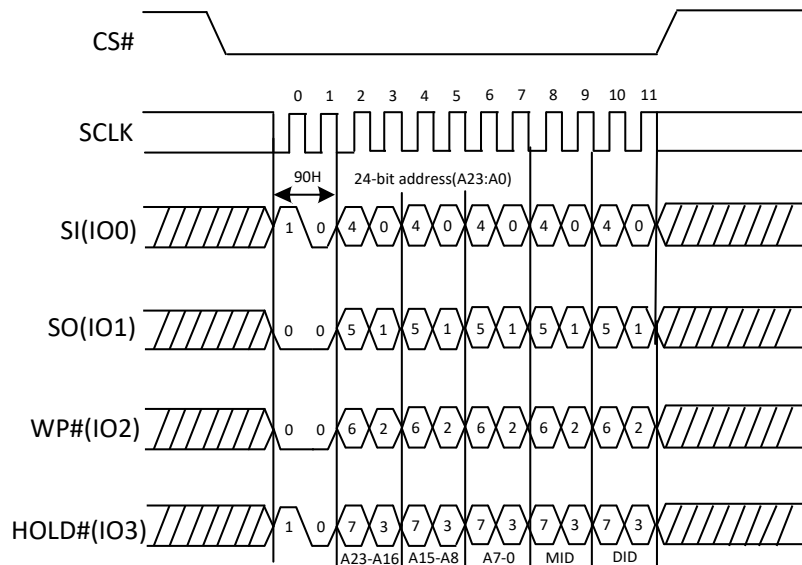 CS#
0 1 2 3 4 5 6 7 8 9 10 11
SCLK
90H 24-bit address(A23:A0)
SI(IO0) 1 0 4 0 4 0 4 0 4 0 4 0
SO(IO1) 0 0 5 1 5 1 5 1 5 1 5 1
WP#(IO2) 0 0 6 2 6 2 6 2 6 2 6 2
HOLD#(IO3) 1 0 7 3 7 3 7 3 7 3 7 3
A23-A16 A15-A8 A7-0 MID DID